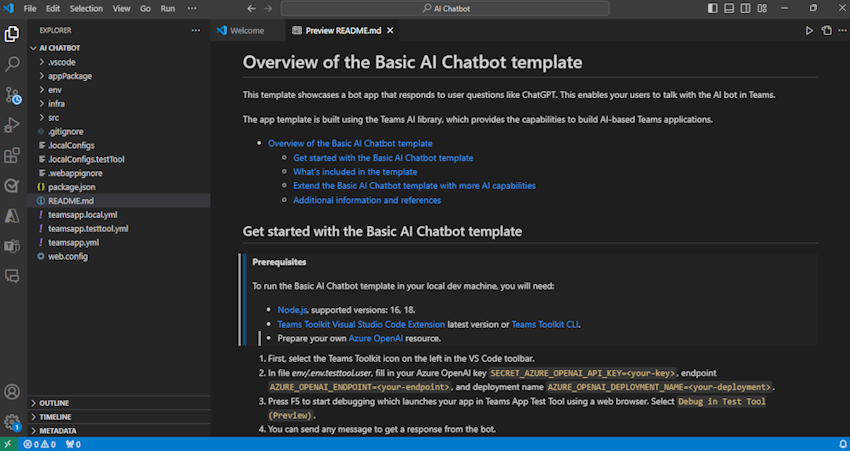 File Edit Selection View Go Run ···
AI Chatbot
EXPLORER ···
Welcome
Preview README.md
AI CHATBOT
.vscode
appPackage
env
infra
src
.gitignore
.localConfigs
.localConfigs.testTool
.webappignore
{} package.json
README.md
! teamsapp.local.yml
! teamsapp.testtool.yml
! teamsapp.yml
web.config
OUTLINE
TIMELINE
METADATA
Overview of the Basic AI Chatbot template
This template showcases a bot app that responds to user questions like ChatGPT. This enables your users to talk with the AI bot in Teams.
The app template is built using the Teams AI library, which provides the capabilities to build AI-based Teams applications.
• Overview of the Basic AI Chatbot template
○ Get started with the Basic AI Chatbot template
○ What's included in the template
○ Extend the Basic AI Chatbot template with more AI capabilities
○ Additional information and references
Get started with the Basic AI Chatbot template
Prerequisites
To run the Basic AI Chatbot template in your local dev machine, you will need:
• Node.js, supported versions: 16, 18.
• Teams Toolkit Visual Studio Code Extension latest version or Teams Toolkit CLI.
• Prepare your own Azure OpenAI resource.
1. First, select the Teams Toolkit icon on the left in the VS Code toolbar.
2. In file env/.env.testtool.user, fill in your Azure OpenAI key SECRET_AZURE_OPENAI_API_KEY=<your-key>, endpoint
AZURE_OPENAI_ENDPOINT=<your-endpoint>, and deployment name AZURE_OPENAI_DEPLOYMENT_NAME=<your-deployment>.
3. Press F5 to start debugging which launches your app in Teams App Test Tool using a web browser. Select Debug in Test Tool
(Preview).
4. You can send any message to get a response from the bot.
1
0 0 0